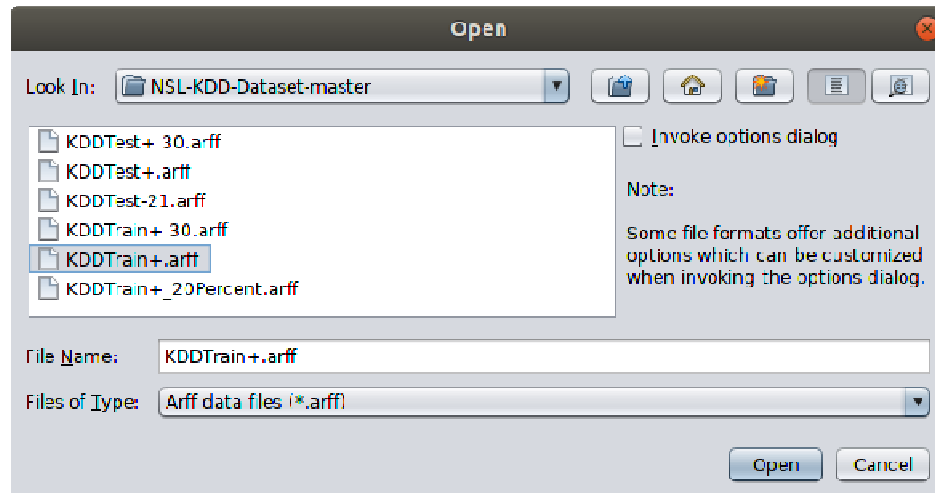 Open
Look In: NSL-KDD-Dataset-master
KDDTest+ 30.arff
KDDTest+.arff
KDDTest-21.arff
KDDTrain+ 30.arff
KDDTrain+.arff
KDDTrain+_20Percent.arff
Invoke options dialog
Note:
Some file formats offer additional
options which can be customized
when invoking the options dialog.
File Name: KDDTrain+.arff
Files of Type: Arff data files (*.arff)
Open Cancel